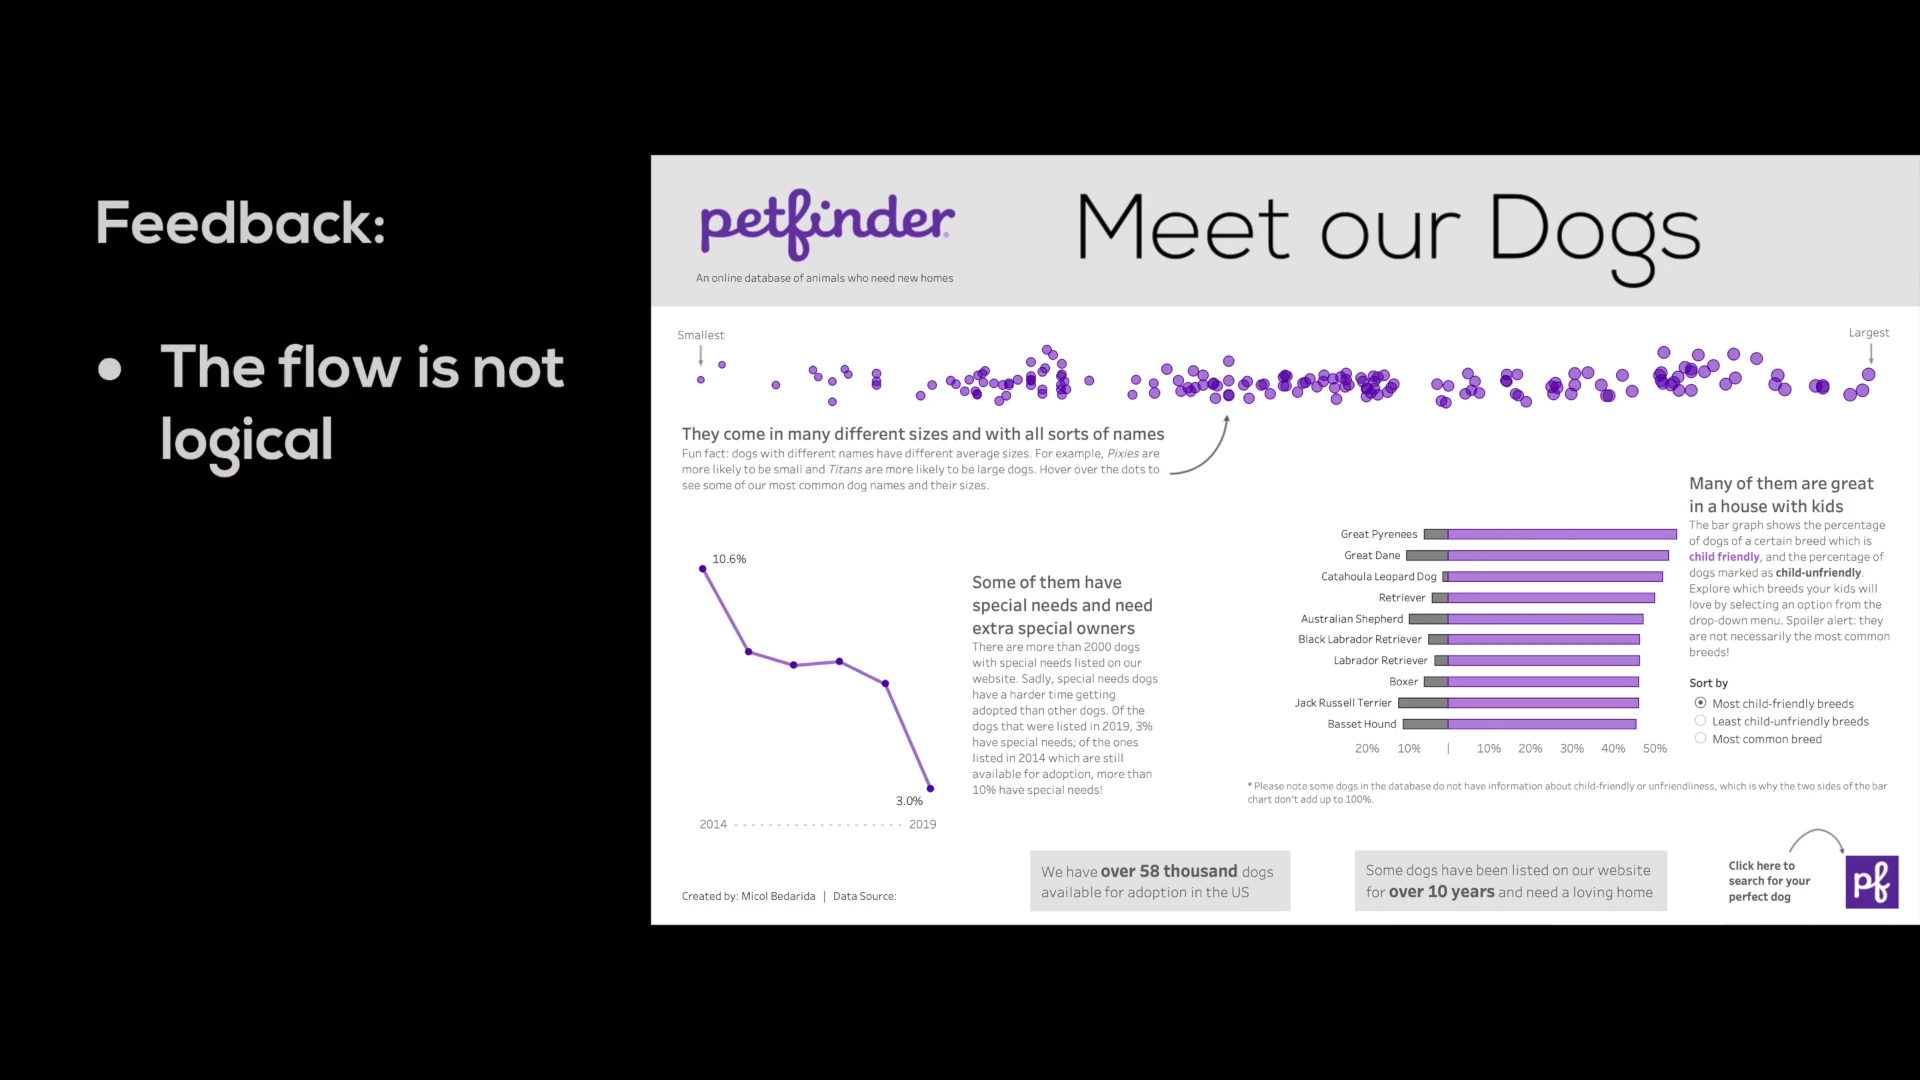 Feedback:
● The flow is not
logical
petfinder
An online database of animals who need new homes
Meet our Dogs
Smallest
Largest
They come in many different sizes and with all sorts of names
Fun fact: dogs with different names have different average sizes. For example, Pixies are
more likely to be small and Titans are more likely to be large dogs. Hover over the dots to
see some of our most common dog names and their sizes.
10.6%
3.0%
2014
2019
Some of them have
special needs and need
extra special owners
There are more than 2000 dogs
with special needs listed on our
website. Sadly, special needs dogs
have a harder time getting
adopted than other dogs. Of the
dogs that were listed in 2019, 3%
have special needs; of the ones
listed in 2014 which are still
available for adoption, more than
10% have special needs!
Great Pyrenees
Great Dane
Catahoula Leopard Dog
Retriever
Australian Shepherd
Black Labrador Retriever
Labrador Retriever
Boxer
Jack Russell Terrier
Basset Hound
20% 10% | 10% 20% 30% 40% 50%
Many of them are great
in a house with kids
The bar graph shows the percentage
of dogs of a certain breed which is
child friendly, and the percentage of
dogs marked as child-unfriendly.
Explore which breeds your kids will
love by selecting an option from the
drop-down menu. Spoiler alert: they
are not necessarily the most common
breeds!
Sort by
Most child-friendly breeds
Least child-unfriendly breeds
Most common breed
* Please note some dogs in the database do not have information about child-friendly or unfriendliness, which is why the two sides of the bar
chart don't add up to 100%.
Created by: Micol Bedarida | Data Source:
We have over 58 thousand dogs
available for adoption in the US
Some dogs have been listed on our website
for over 10 years and need a loving home
Click here to
search for your
perfect dog
pf